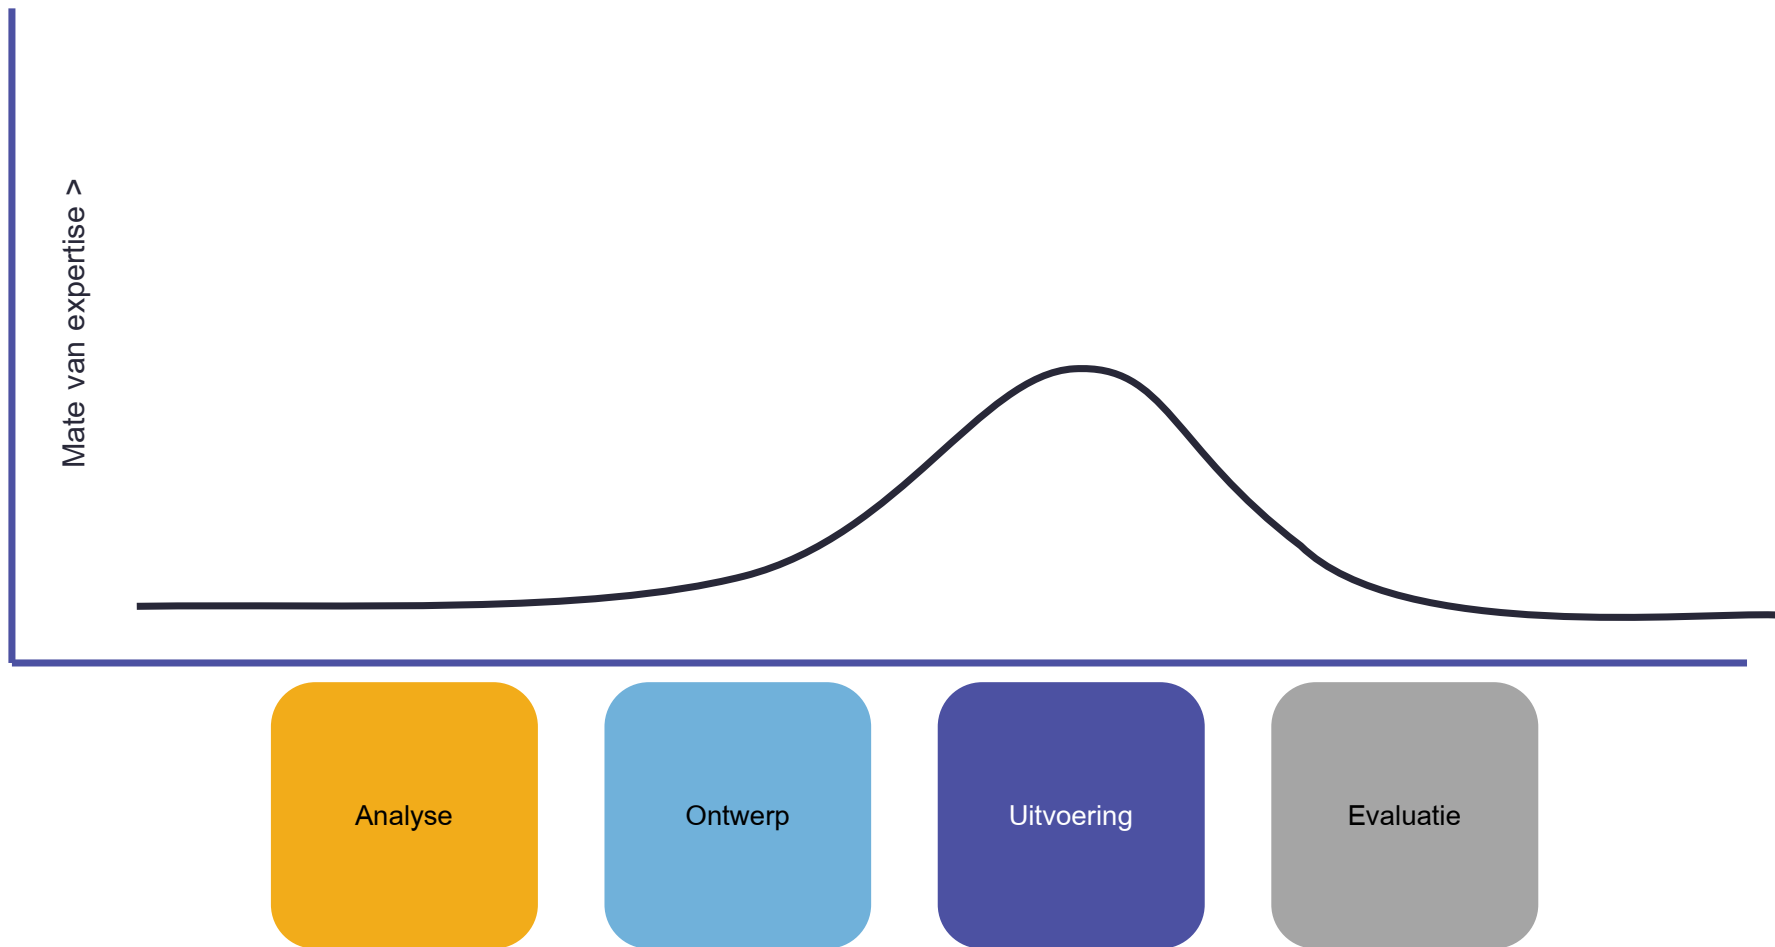 Mate van expertise >
Analyse
Ontwerp
Uitvoering
Evaluatie